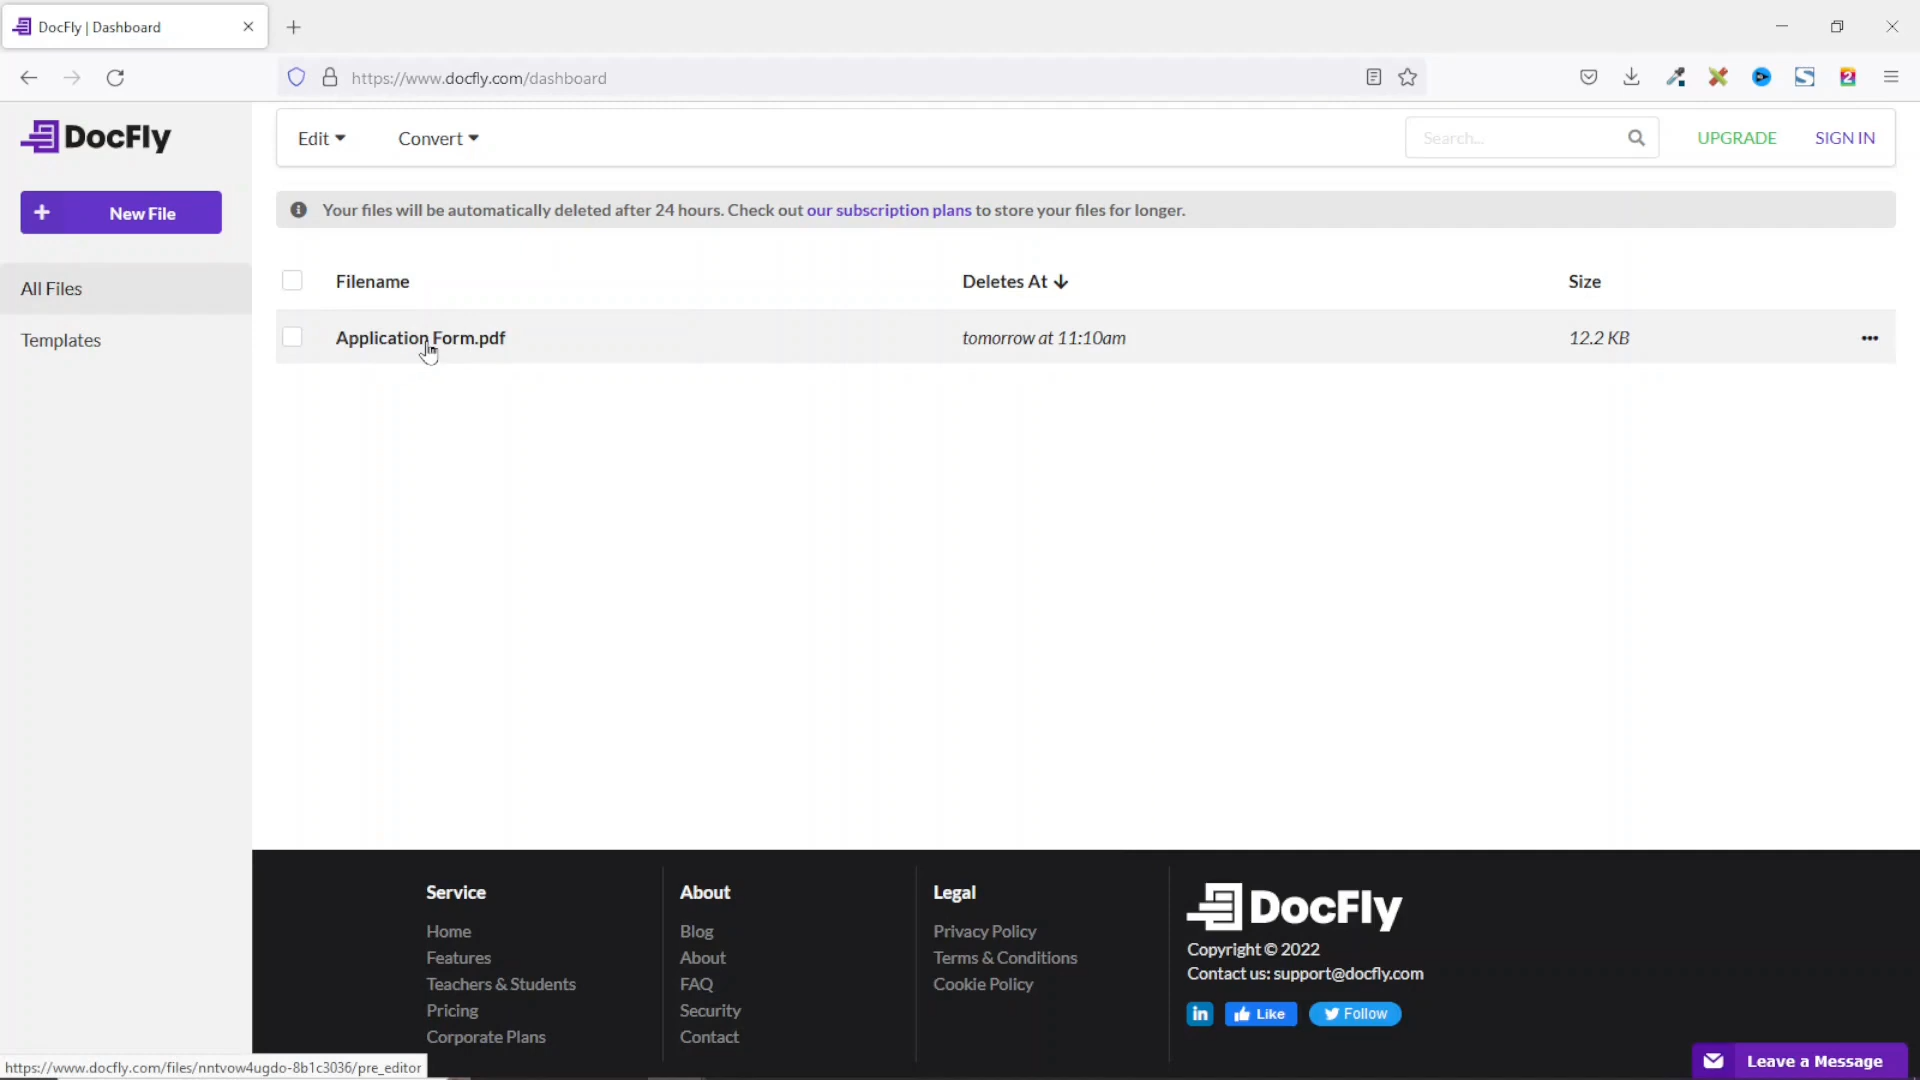 DocFly | Dashboard
https://www.docfly.com/dashboard
DocFly
Edit
Convert
Search...
UPGRADE
SIGN IN
New File
Your files will be automatically deleted after 24 hours. Check out our subscription plans to store your files for longer.
All Files
Templates
Filename
Deletes At
Size
Application Form.pdf
tomorrow at 11:10am
12.2 KB
Service
Home
Features
Teachers & Students
Pricing
Corporate Plans
About
Blog
About
FAQ
Security
Contact
Legal
Privacy Policy
Terms & Conditions
Cookie Policy
DocFly
Copyright © 2022
Contact us: support@docfly.com
in
Like
Follow
https://www.docfly.com/files/nntvow4ugdo-8b1c3036/pre_editor
Leave a Message